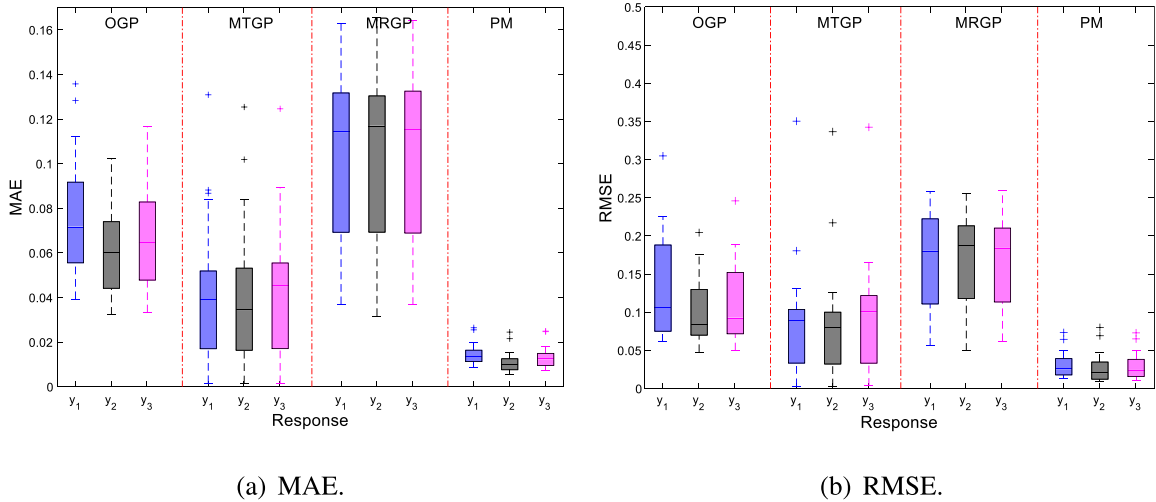 OGP MTGP MRGP PM
0.16
0.14
0.12
0.1
0.08
0.06
0.04
0.02
0
MAE
y1 y2 y3 y1 y2 y3 y1 y2 y3 y1 y2 y3
Response
(a) MAE.
OGP MTGP MRGP PM
0.5
0.45
0.4
0.35
0.3
0.25
0.2
0.15
0.1
0.05
0
RMSE
y1 y2 y3 y1 y2 y3 y1 y2 y3 y1 y2 y3
Response
(b) RMSE.